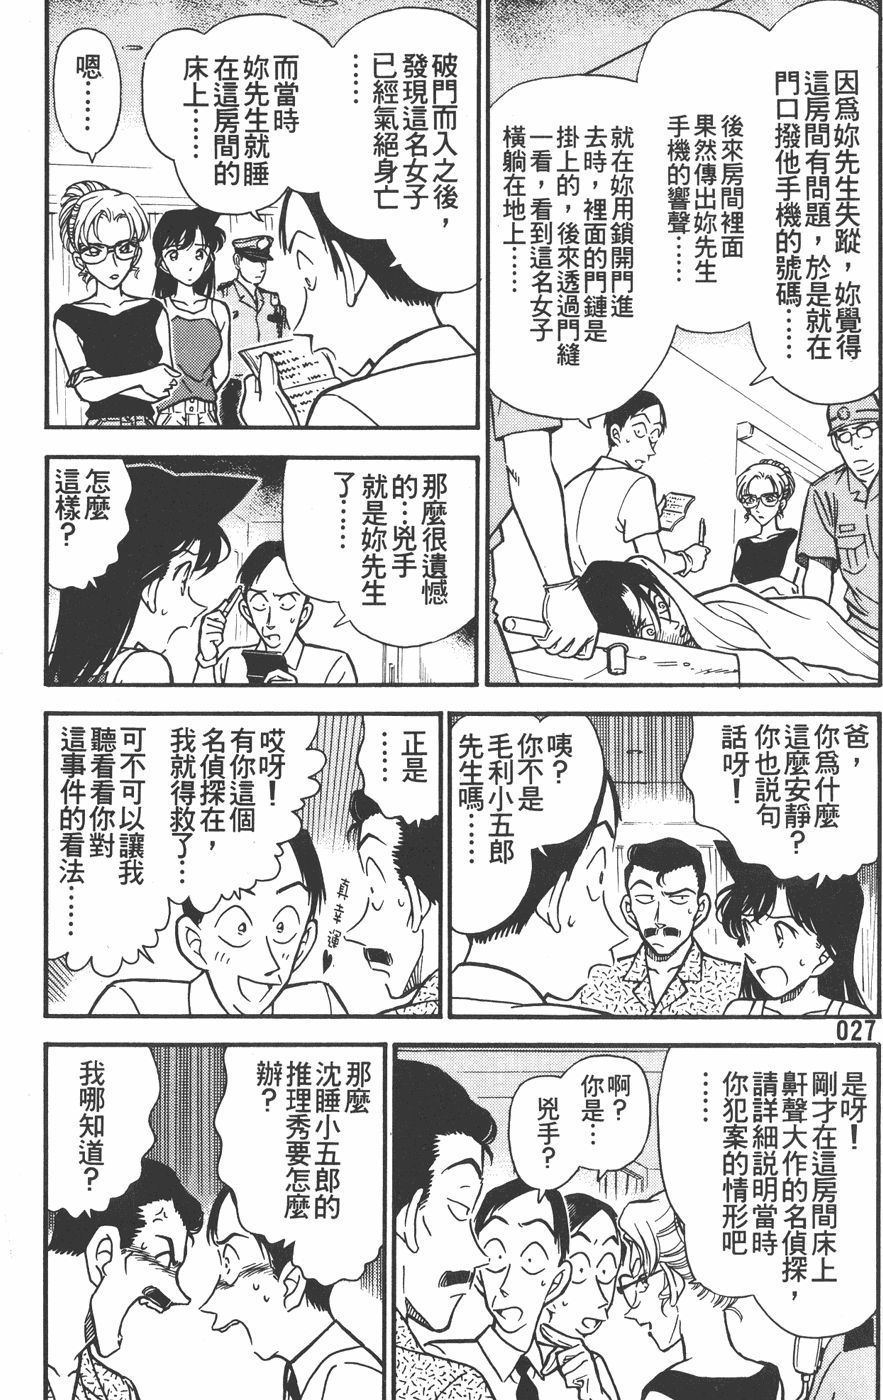 因爲妳先生失蹤，妳覺得
這房間有問題，於是就在
門口撥他手機的號碼……
後來房間裡面
果然傳出妳先生
手機的響聲……
就在妳用鎖開門進
去時，裡面的門鏈是
掛上的，後來透過門縫
一看，看到這名女子
橫躺在地上……
破門而入之後，
發現這名女子
已經氣絕身亡
……
而當時
妳先生就睡
在這房間的
床上……
嗯……
那麼很遺憾
的…兇手
就是妳先生
了……
怎麼
這樣？
爸，
你爲什麼
這麼安靜？
你也說句
話呀！
咦？
你不是
毛利小五郎
先生嗎……
正是
……
真幸運
哎呀！
有你這個
名偵探在，
我就得救了…
可不可以讓我
聽看看你對
這事件的看法……
027
是呀！
剛才在這房間床上
鼾聲大作的名偵探，
請詳細説明當時
你犯案的情形吧
……
啊？
你是…
兇手？
那麼
沈睡小五郎的
推理秀要怎麼
辦？
我哪知道？